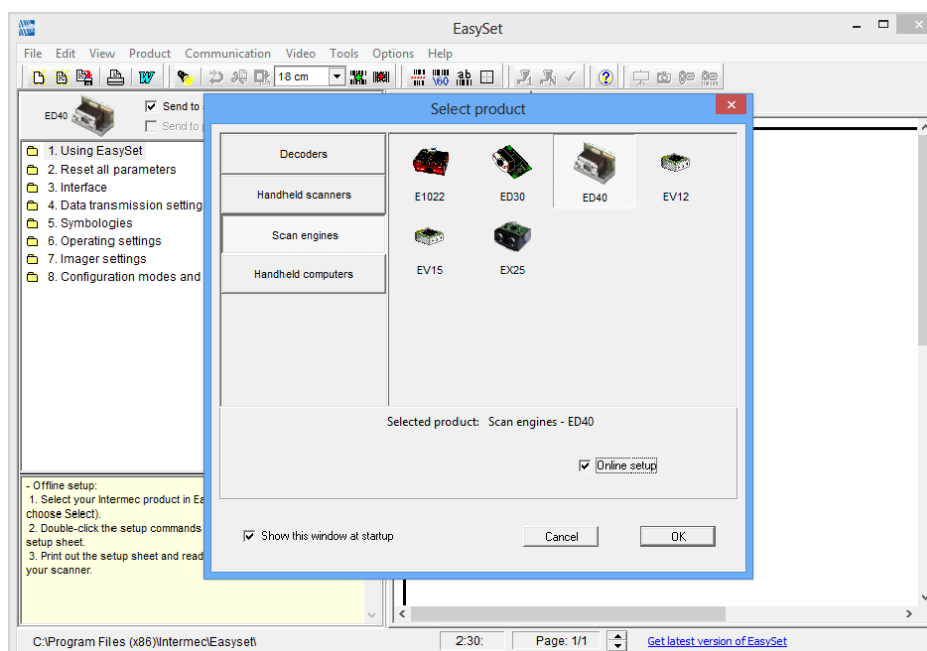 EasySet
File Edit View Product Communication Video Tools Options Help
18 cm
ED40
Send to
Send to
1. Using EasySet
2. Reset all parameters
3. Interface
4. Data transmission setting
5. Symbologies
6. Operating settings
7. Imager settings
8. Configuration modes and
Select product
Decoders
Handheld scanners
Scan engines
Handheld computers
E1022 ED30 ED40 EV12
EV15 EX25
Selected product: Scan engines - ED40
Online setup
Show this window at startup
Cancel OK
- Offline setup:
1. Select your Intermec product in Ea
choose Select).
2. Double-click the setup commands
setup sheet.
3. Print out the setup sheet and read
your scanner.
C:\Program Files (x86)\Intermec\Easyset\ 2:30: Page: 1/1 Get latest version of EasySet